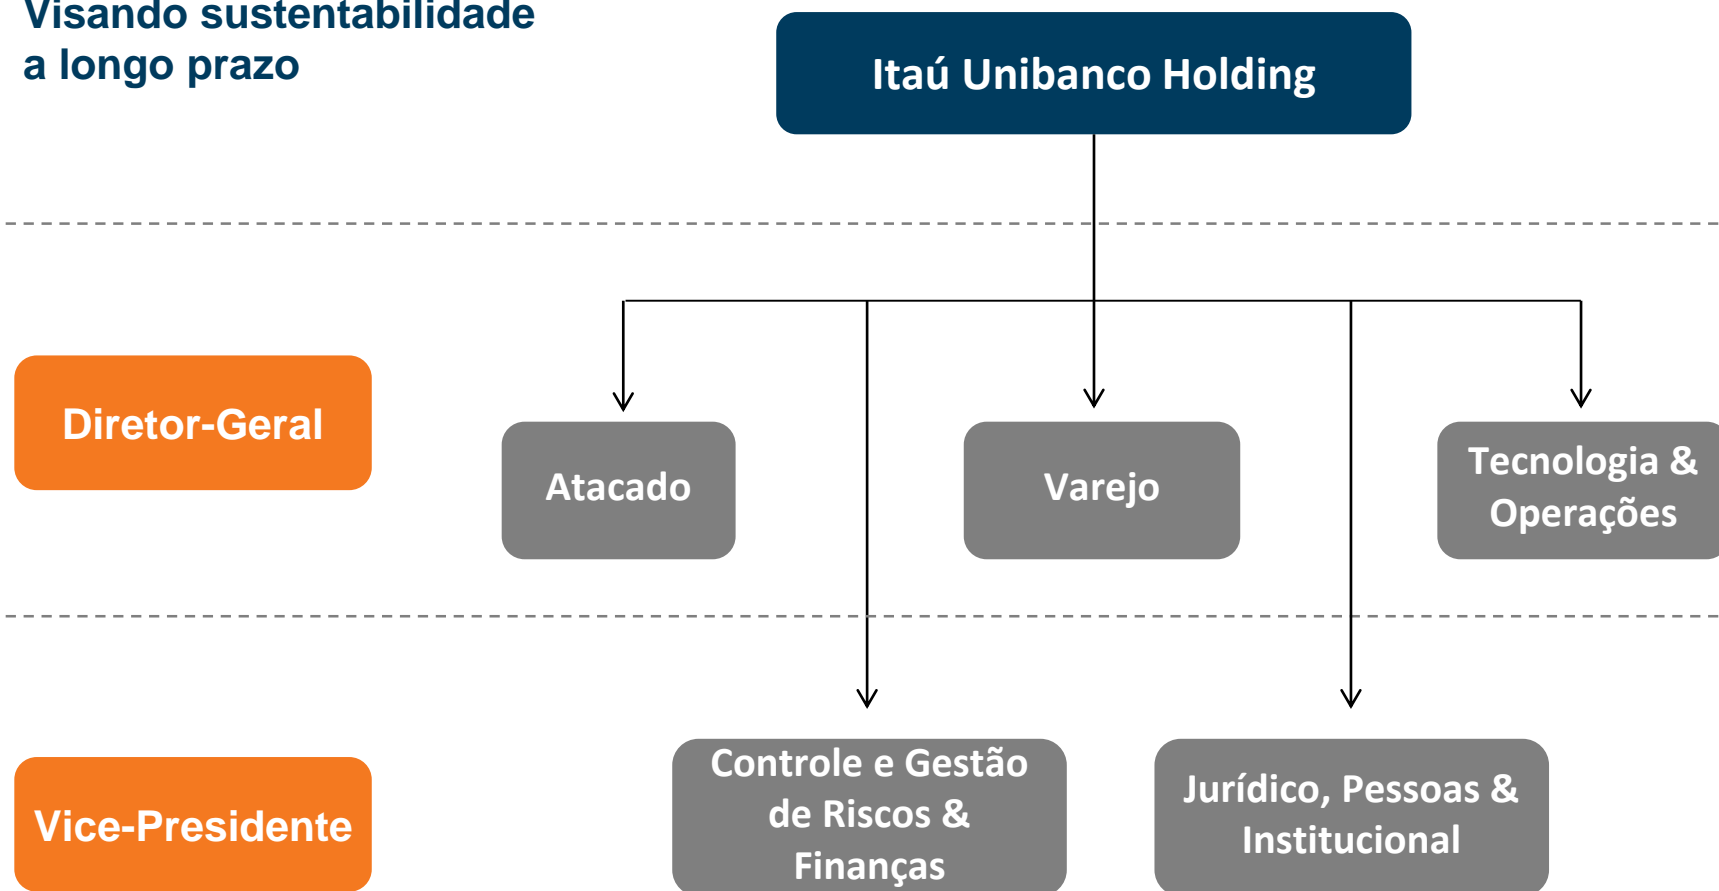 Visando sustentabilidade
a longo prazo
Itaú Unibanco Holding
Diretor-Geral
Atacado
Varejo
Tecnologia &
Operações
Vice-Presidente
Controle e Gestão
de Riscos &
Finanças
Jurídico, Pessoas &
Institucional